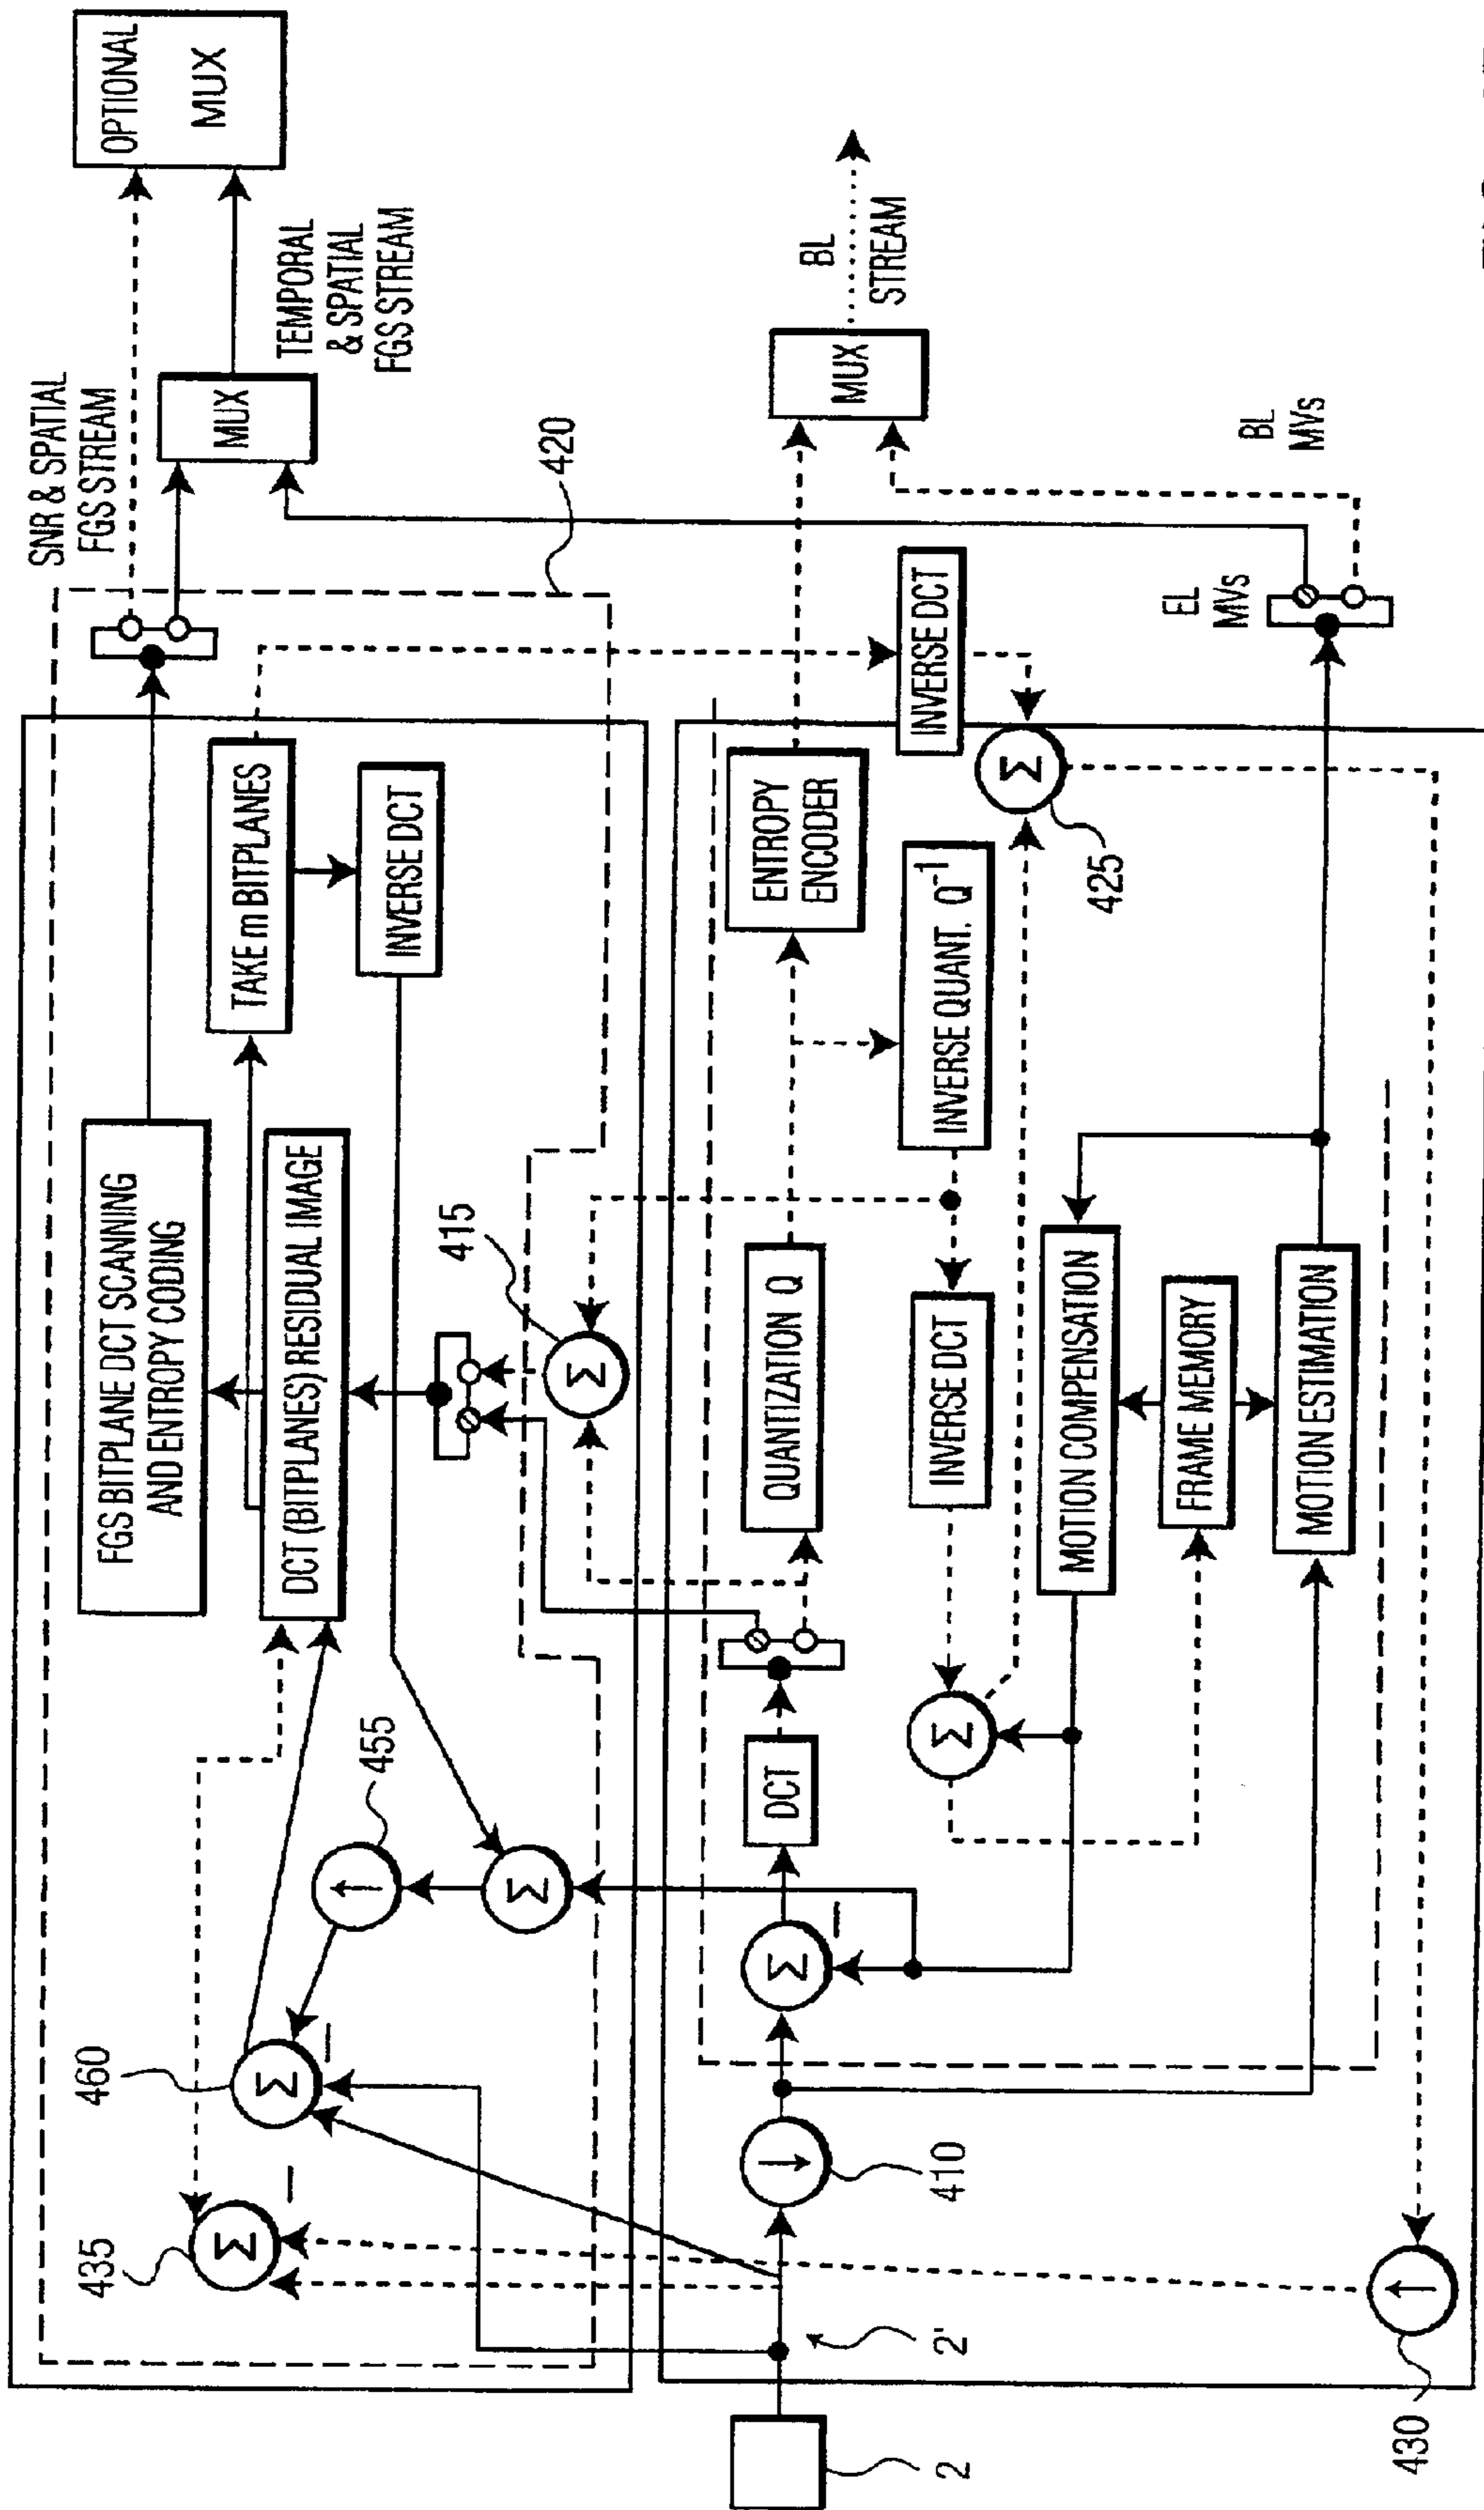 OPTIONAL
MUX
SNR & SPATIAL
FGS STREAM
MUX
TEMPORAL
& SPATIAL
FGS STREAM
420
FGS BITPLANE DCT SCANNING
AND ENTROPY CODING
TAKE m BITPLANES
INVERSE DCT
DCT (BITPLANES) RESIDUAL IMAGE
415
Σ
455
↑
Σ
460
Σ
−
435
Σ
−
BL
STREAM
MUX
BL
MVs
EL
MVs
INVERSE DCT
Σ
425
ENTROPY
ENCODER
INVERSE QUANT. Q⁻¹
QUANTIZATION Q
INVERSE DCT
MOTION COMPENSATION
FRAME MEMORY
MOTION ESTIMATION
DCT
Σ
Σ
−
↓
410
2'
2
↑
430